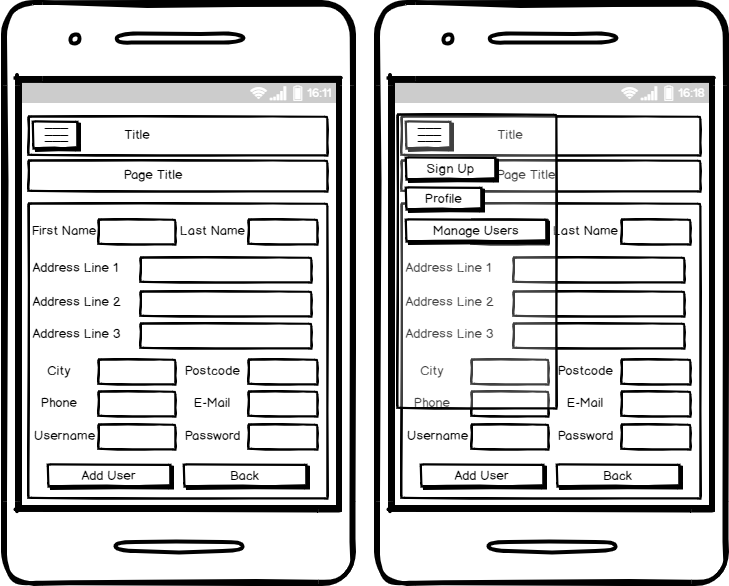 16:11
Title
Page Title
First Name Last Name
Address Line 1
Address Line 2
Address Line 3
City Postcode
Phone E-Mail
Username Password
Add User Back
16:18
Title
Sign Up Page Title
Profile
Manage Users Last Name
Address Line 1
Address Line 2
Address Line 3
City Postcode
Phone E-Mail
Username Password
Add User Back